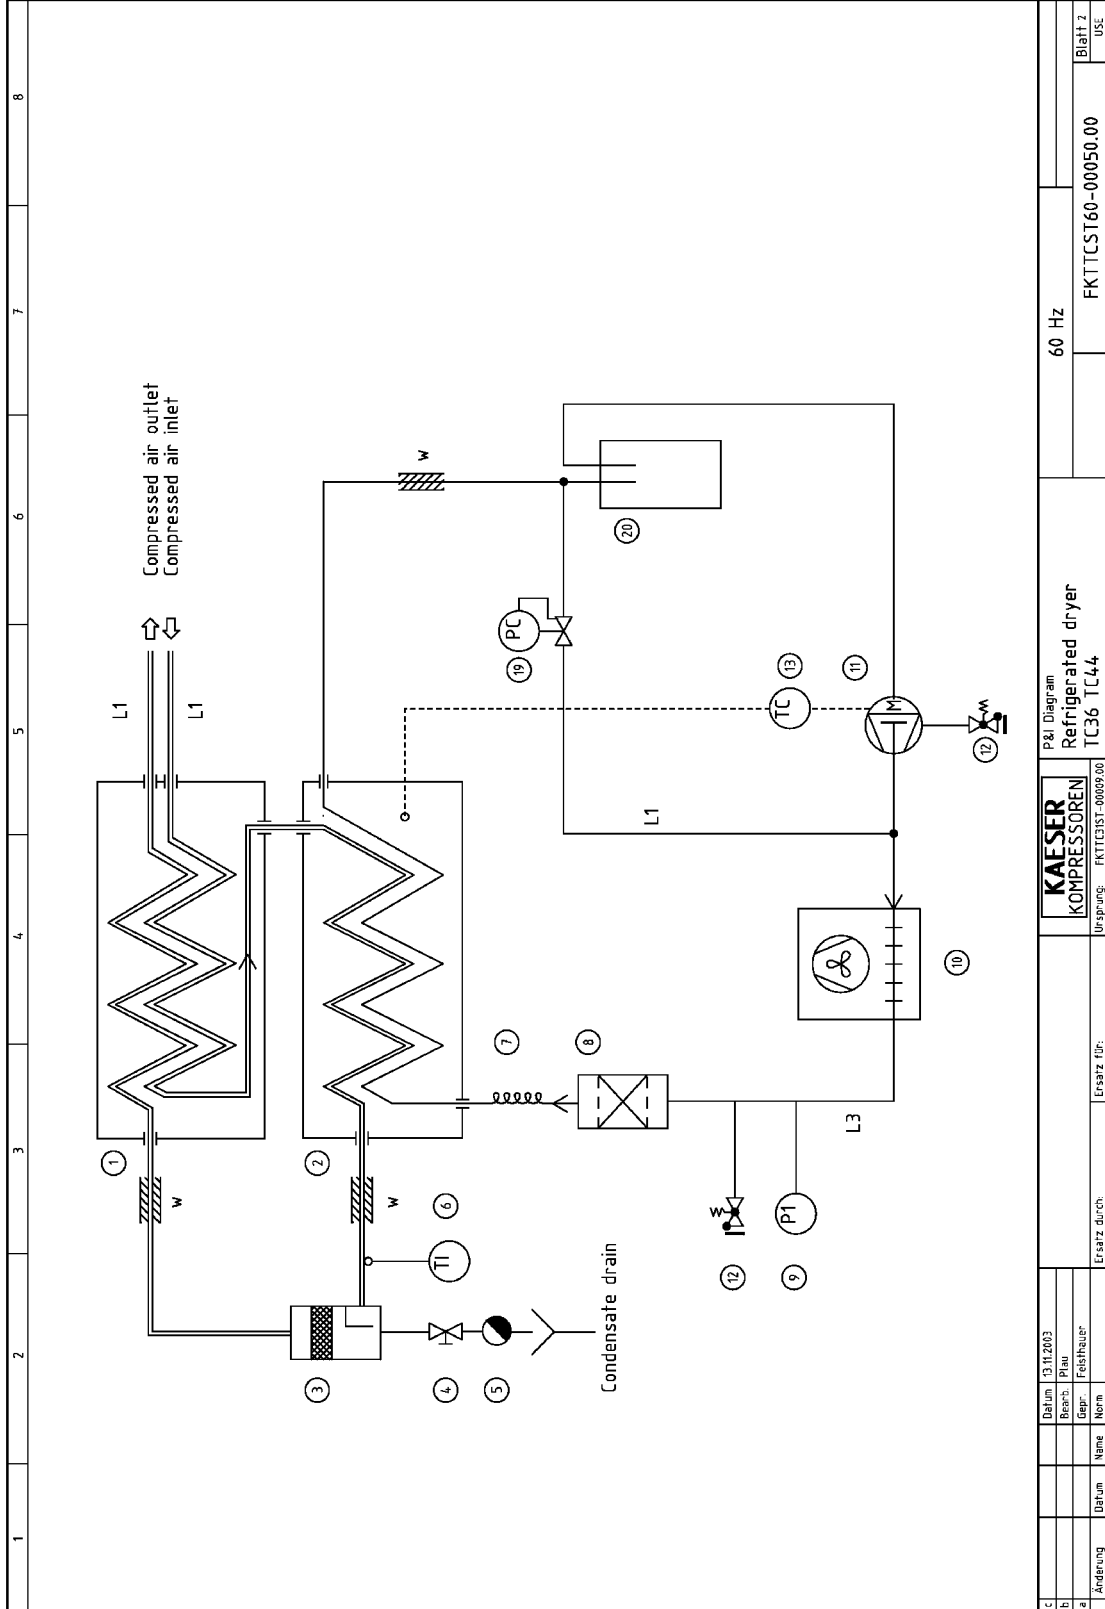 1
2
3
4
5
6
7
8
Compressed air outlet
Compressed air inlet
L1
L1
1
w
2
w
w
3
TI
6
4
5
Condensate drain
7
8
PC
19
20
TC
13
M
11
12
L1
10
L3
12
P1
9
c
b
a
Änderung
Datum
Name
Datum 13.11.2003
Bearb. Plau
Gepr. Feisthauer
Norm
Ersatz durch:
Ersatz für:
KAESER
KOMPRESSOREN
Ursprung: FKTTC31ST-00009.00
P&I Diagram
Refrigerated dryer
TC36 TC44
60 Hz
FKTTCST60-00050.00
Blatt 2
USE